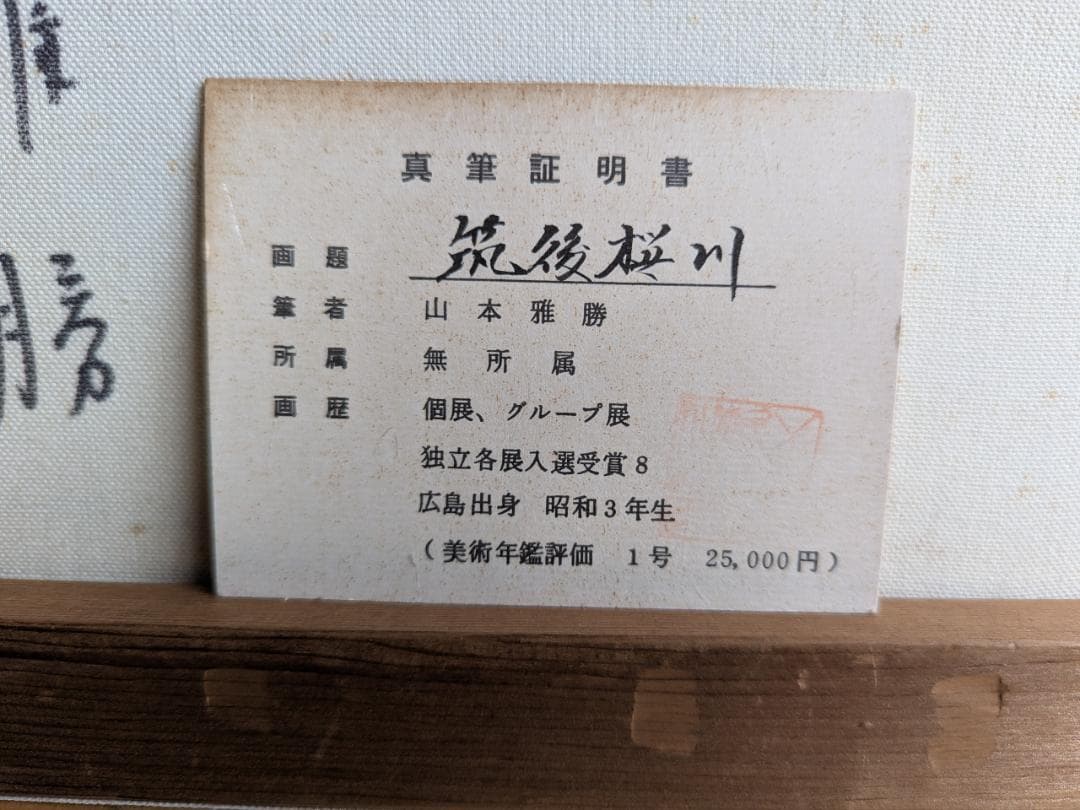 真筆証明書
画題 筑後桜川
筆者 山本雅勝
所属 無所属
画歴 個展、グループ展
独立各展入選受賞8
広島出身 昭和3年生
(美術年鑑評価 1号 25,000円)
勝